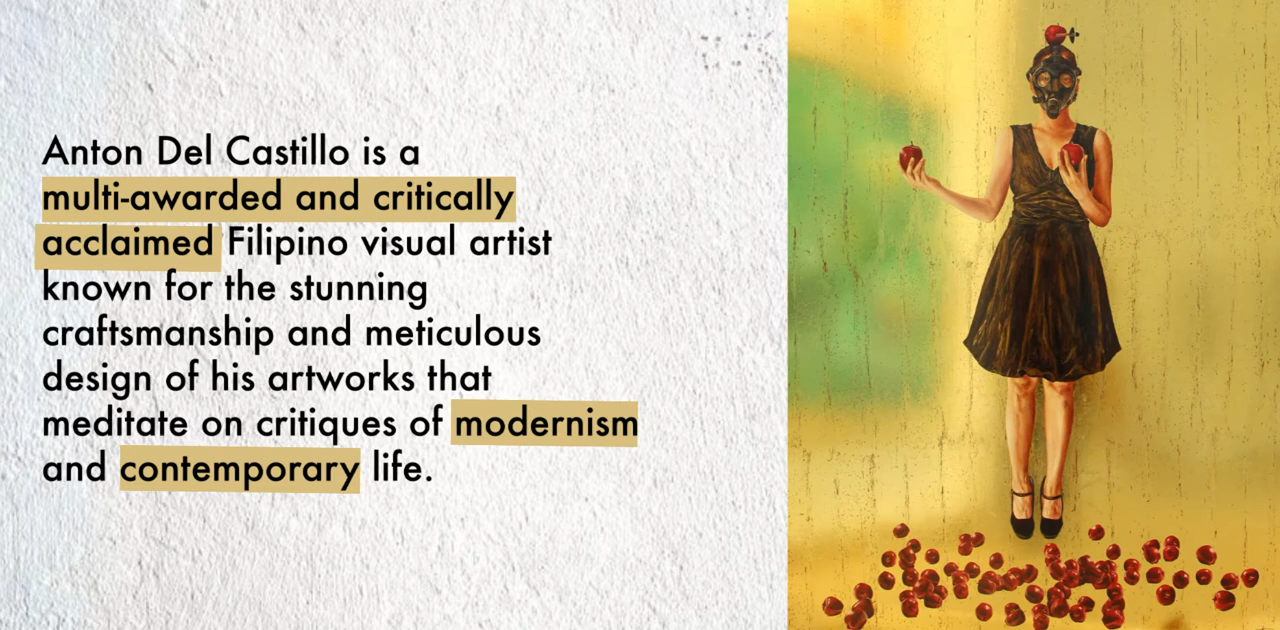 Anton Del Castillo is a
multi-awarded and critically
acclaimed Filipino visual artist
known for the stunning
craftsmanship and meticulous
design of his artworks that
meditate on critiques of modernism
and contemporary life.